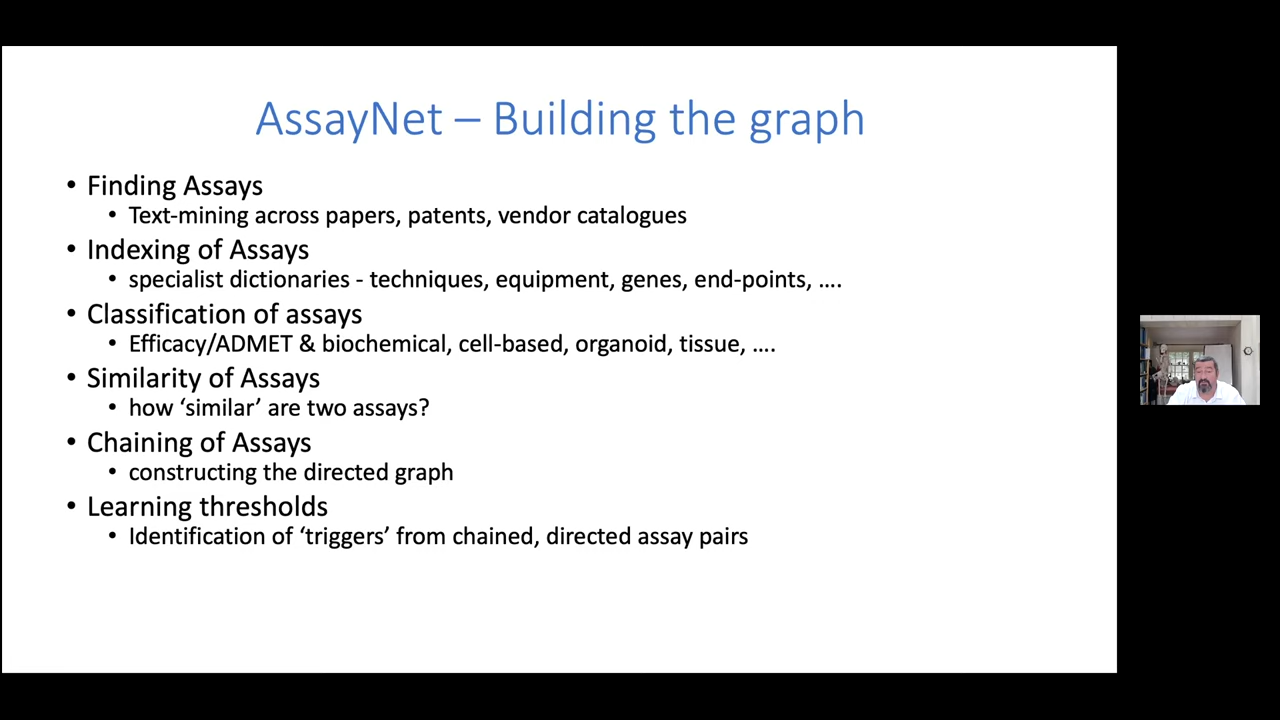 AssayNet – Building the graph
• Finding Assays
• Text-mining across papers, patents, vendor catalogues
• Indexing of Assays
• specialist dictionaries - techniques, equipment, genes, end-points, ….
• Classification of assays
• Efficacy/ADMET & biochemical, cell-based, organoid, tissue, ….
• Similarity of Assays
• how ‘similar’ are two assays?
• Chaining of Assays
• constructing the directed graph
• Learning thresholds
• Identification of ‘triggers’ from chained, directed assay pairs